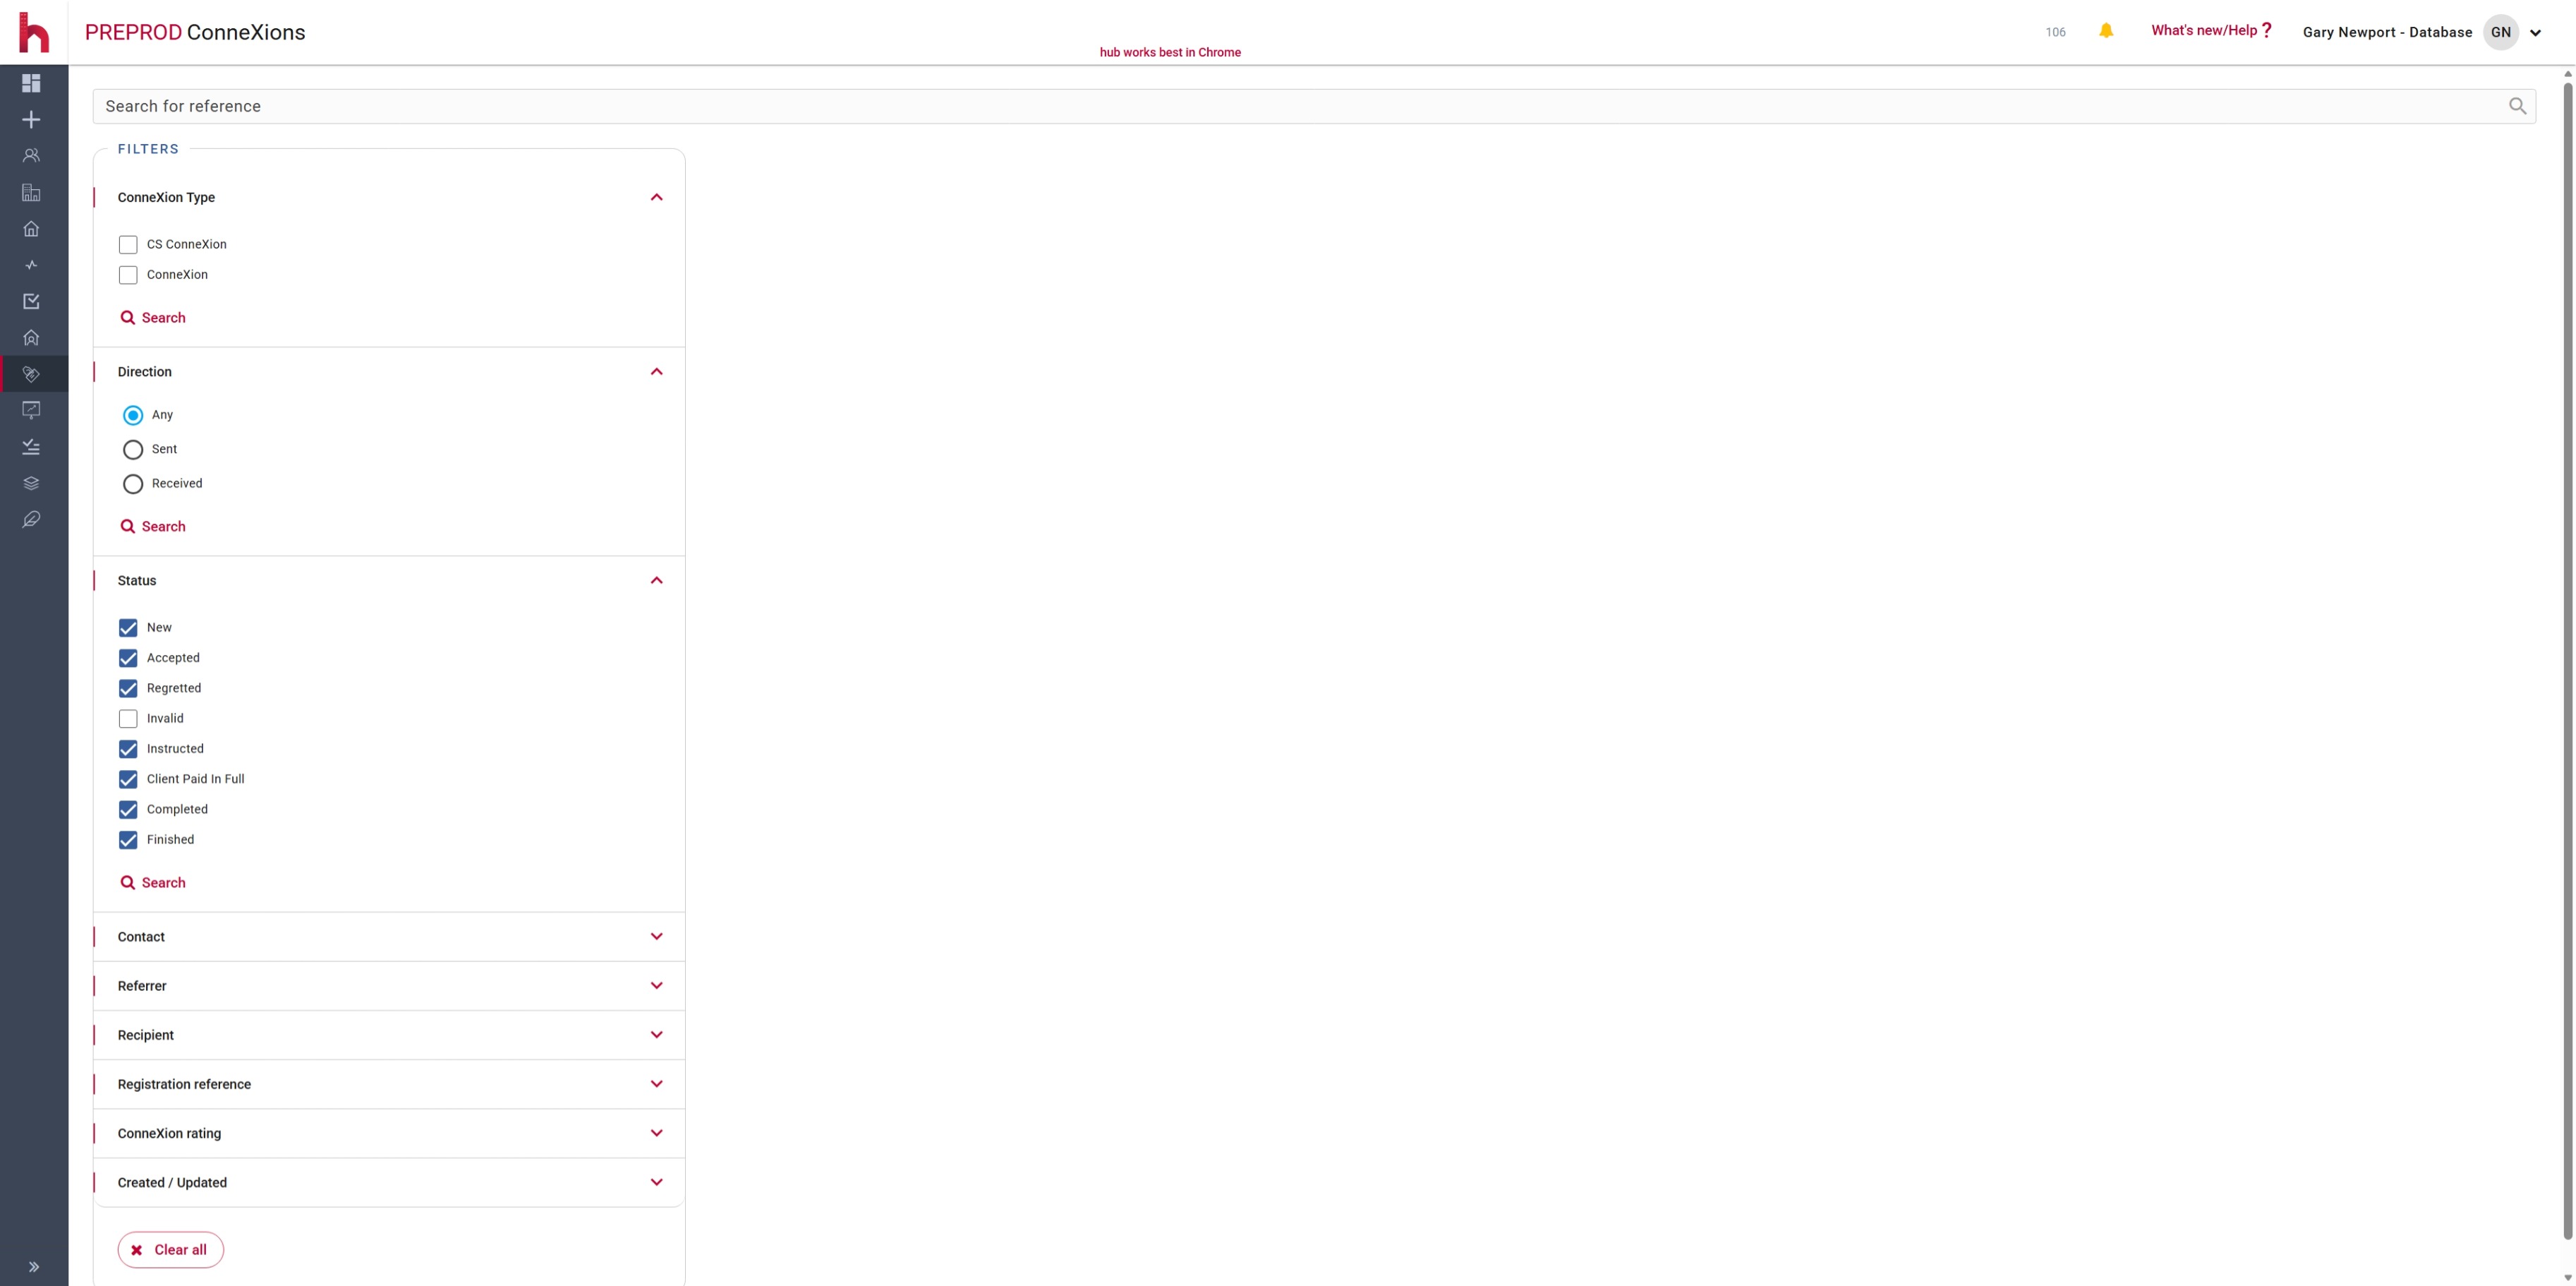 PREPROD ConneXions
hub works best in Chrome
106
What's new/Help ?
Gary Newport - Database
GN
Search for reference
FILTERS
ConneXion Type
CS ConneXion
ConneXion
Search
Direction
Any
Sent
Received
Search
Status
New
Accepted
Regretted
Invalid
Instructed
Client Paid In Full
Completed
Finished
Search
Contact
Referrer
Recipient
Registration reference
ConneXion rating
Created / Updated
Clear all